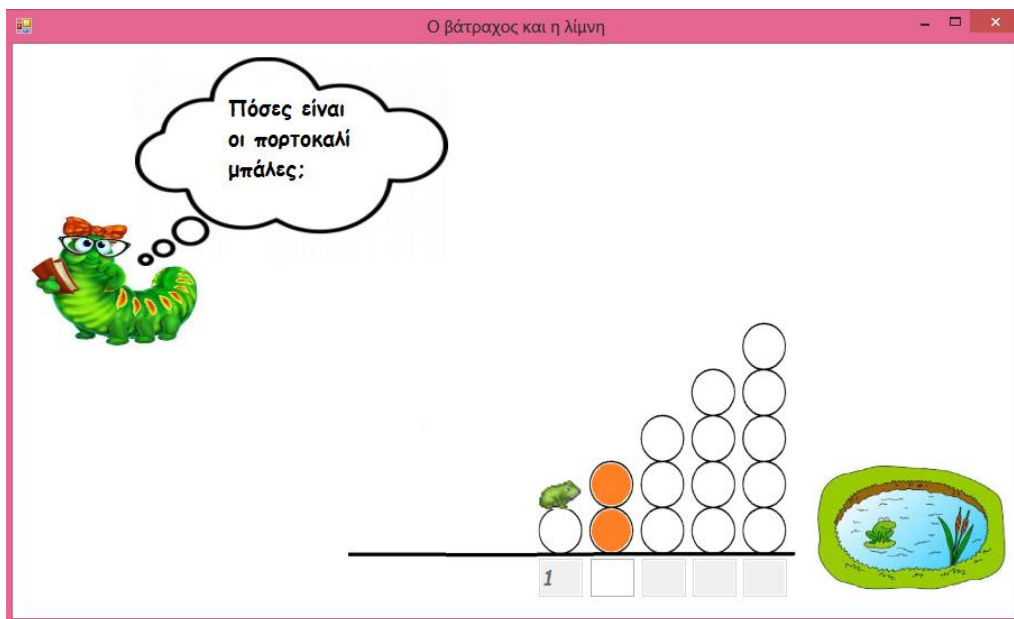 Ο βάτραχος και η λίμνη
Πόσες είναι
οι πορτοκαλί
μπάλες;
1